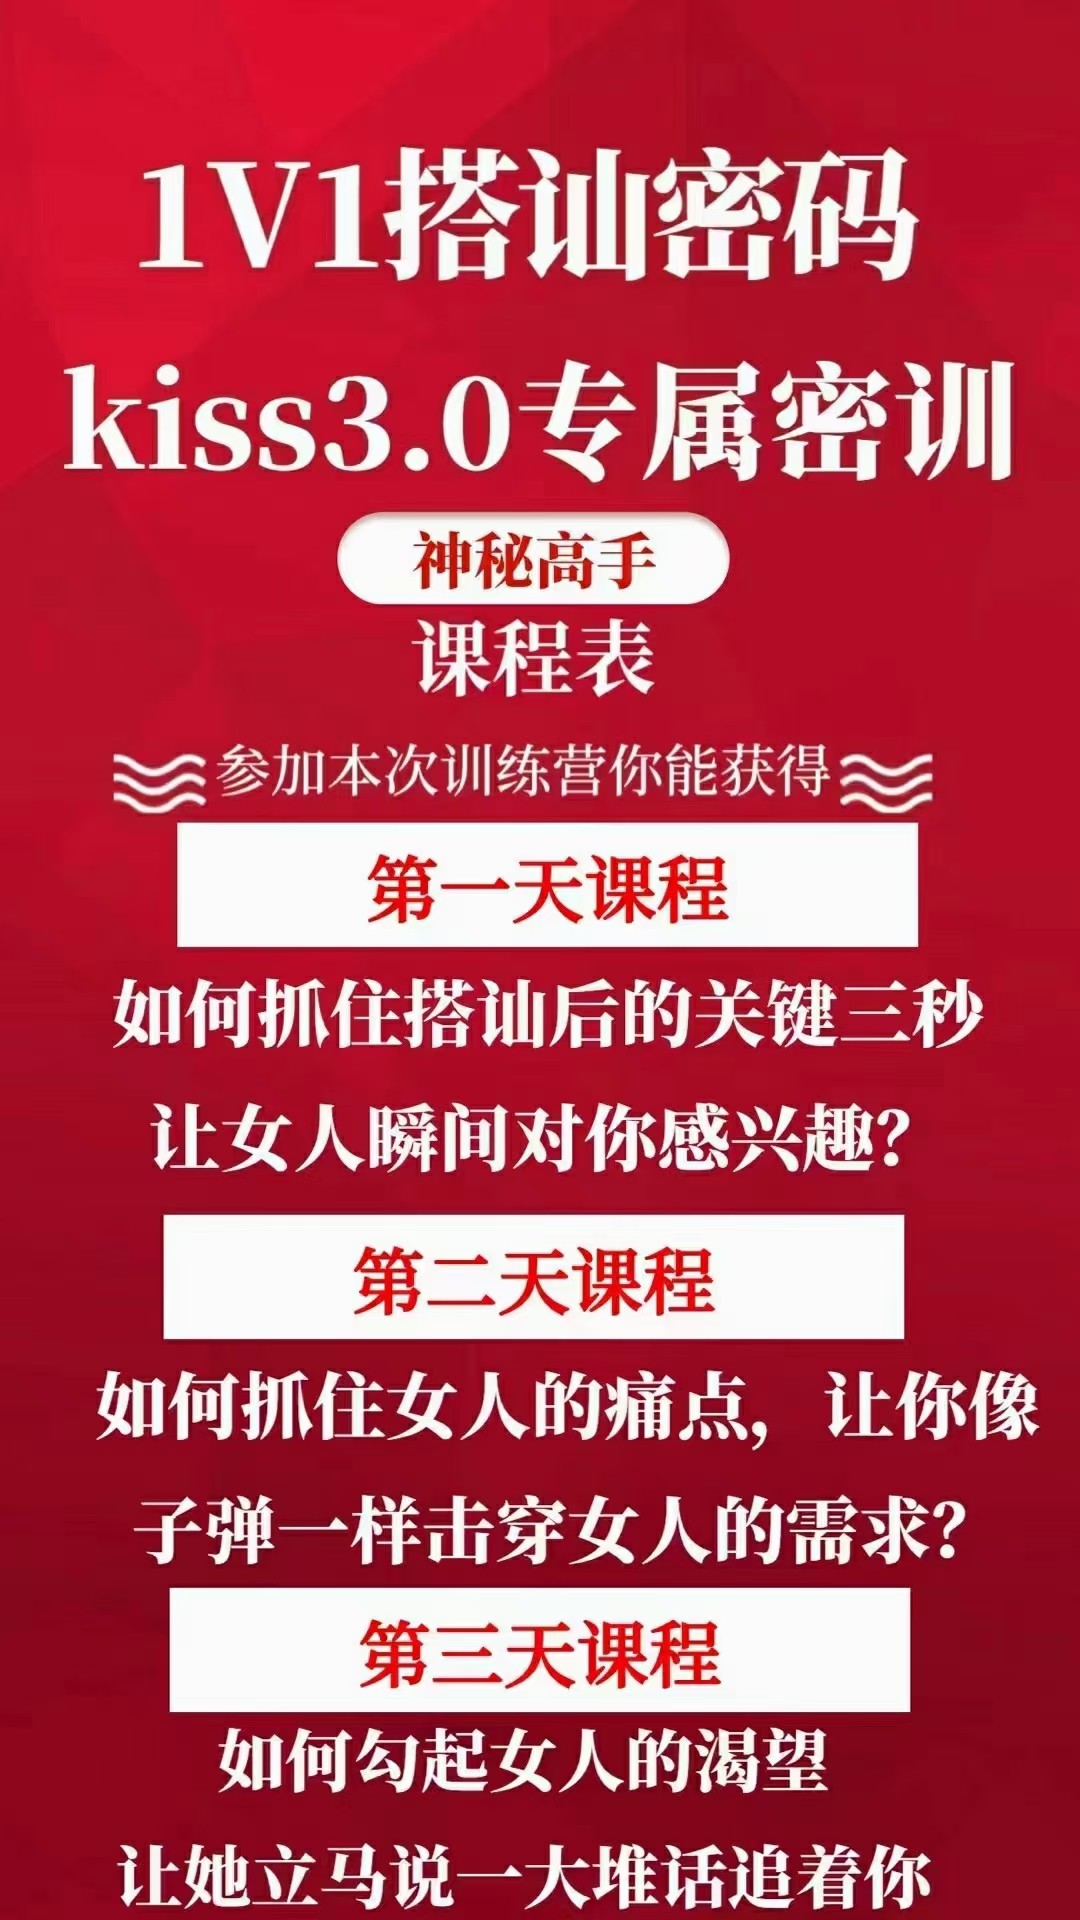 1V1搭讪密码
kiss3.0专属密训
神秘高手
课程表
参加本次训练营你能获得
第一天课程
如何抓住搭讪后的关键三秒
让女人瞬间对你感兴趣？
第二天课程
如何抓住女人的痛点，让你像
子弹一样击穿女人的需求？
第三天课程
如何勾起女人的渴望
让她立马说一大堆话追着你